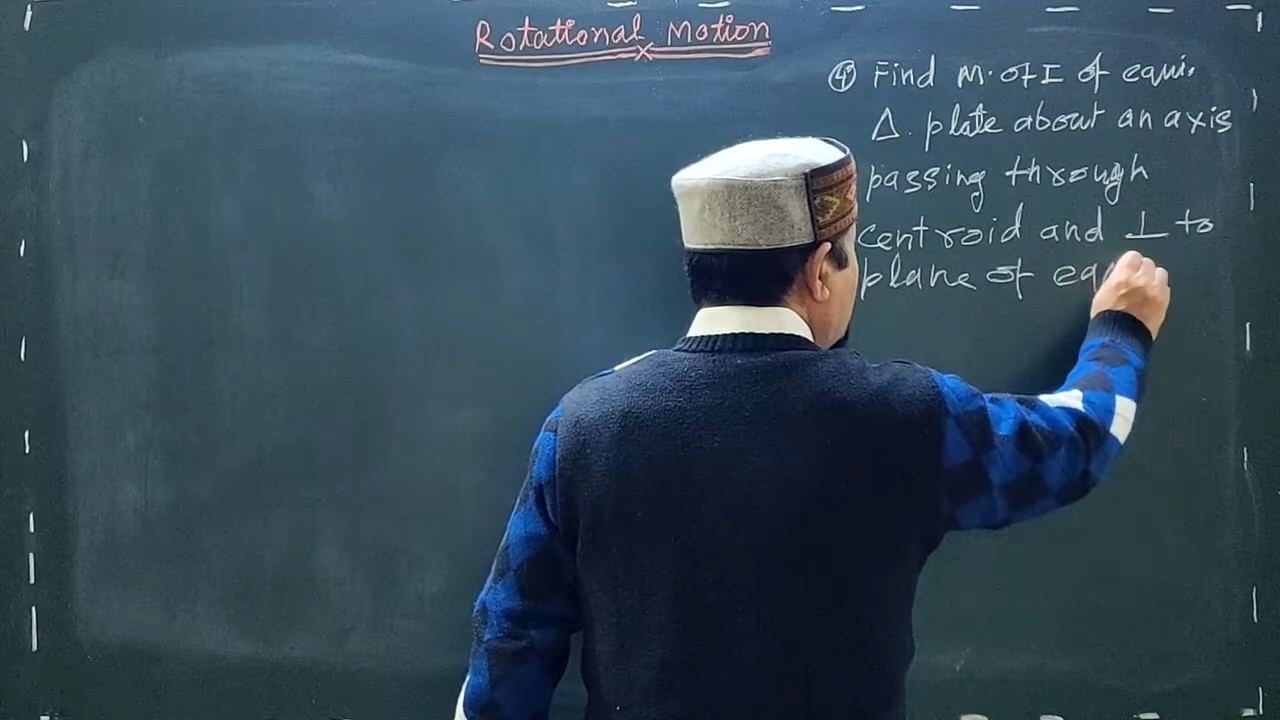 Rotational Motion
④ Find M. of I of equi.
Δ. plate about an axis
passing through
centroid and ⊥ to
plane of eq